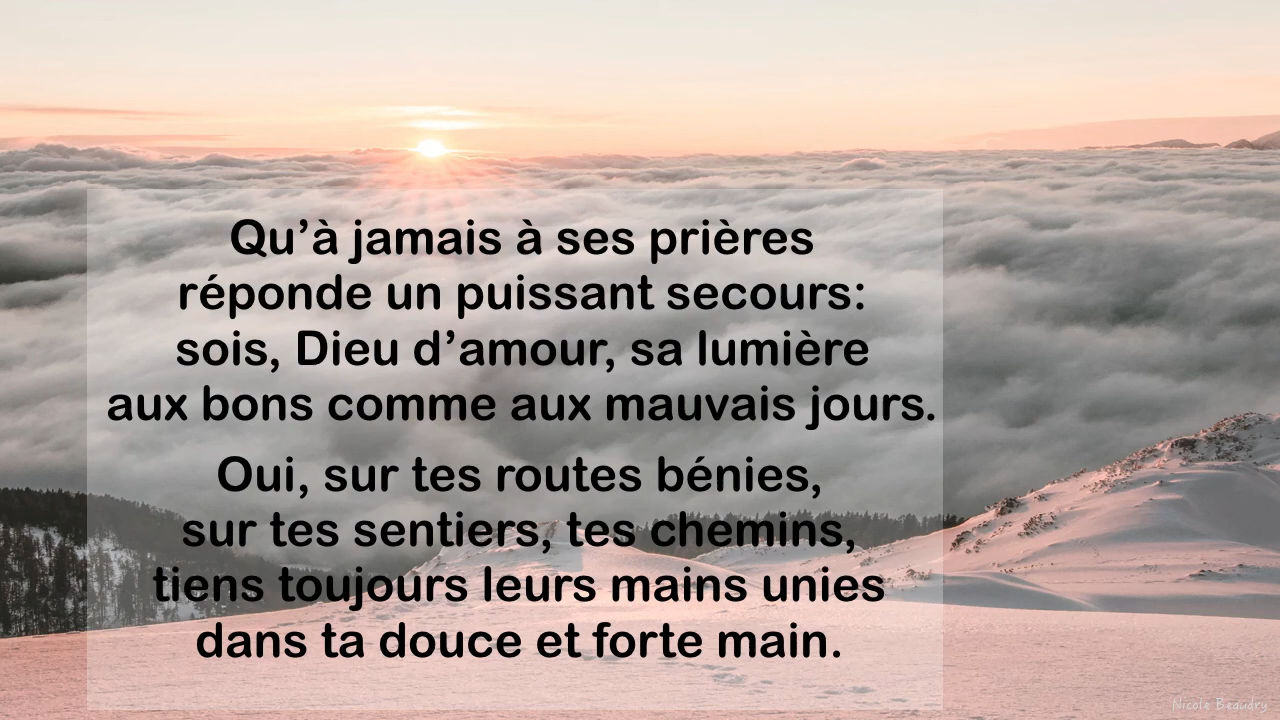 Qu’à jamais à ses prières
réponde un puissant secours:
sois, Dieu d’amour, sa lumière
aux bons comme aux mauvais jours.
Oui, sur tes routes bénies,
sur tes sentiers, tes chemins,
tiens toujours leurs mains unies
dans ta douce et forte main.
Nicole Beaudry